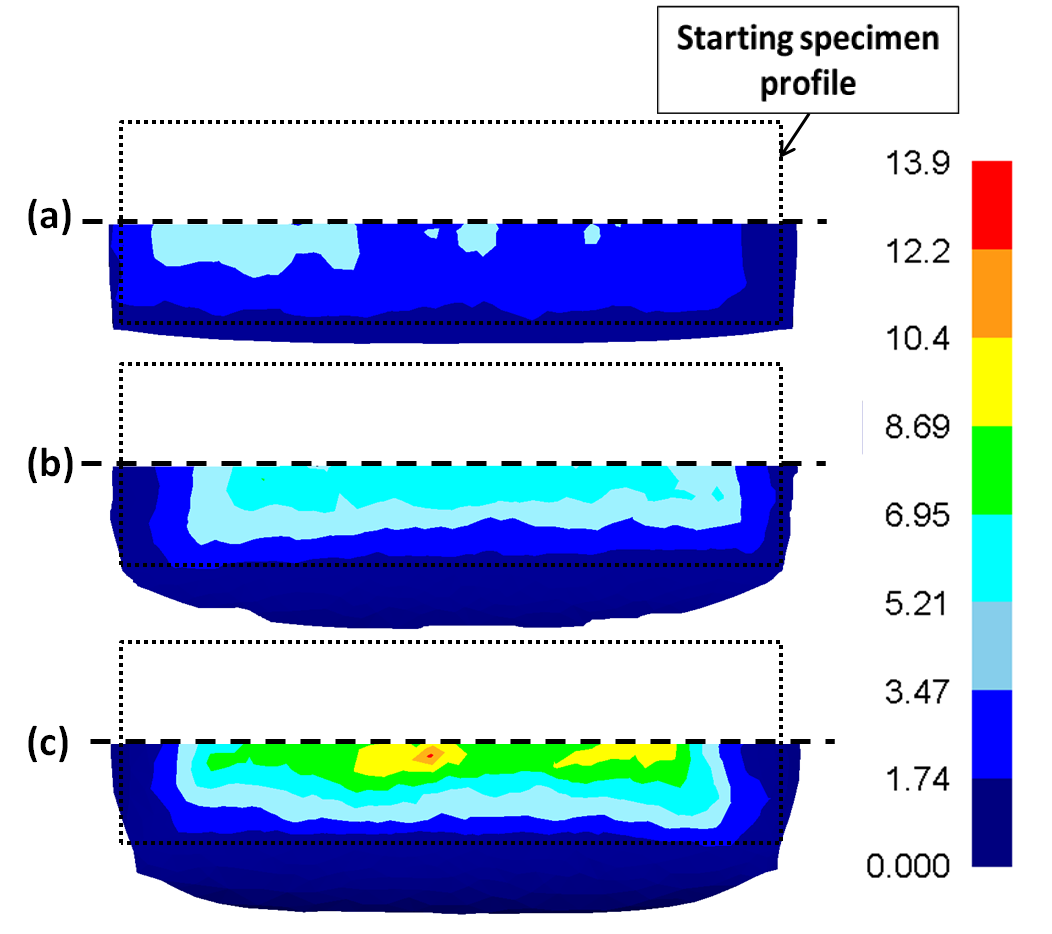 Starting specimen
profile
(a)
(b)
(c)
13.9
12.2
10.4
8.69
6.95
5.21
3.47
1.74
0.000